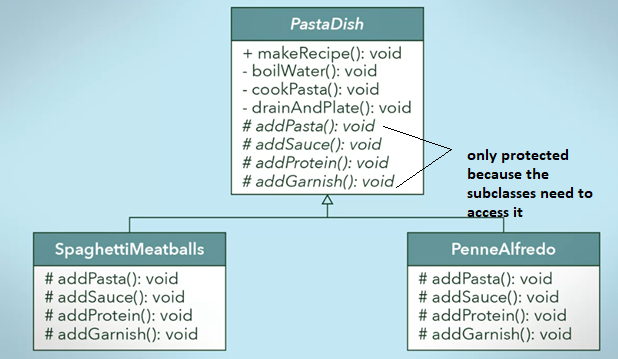 PastaDish
+ makeRecipe(): void
- boilWater(): void
- cookPasta(): void
- drainAndPlate(): void
# addPasta(): void
# addSauce(): void
# addProtein(): void
# addGarnish(): void
only protected
because the
subclasses need to
access it
SpaghettiMeatballs
# addPasta(): void
# addSauce(): void
# addProtein(): void
# addGarnish(): void
PenneAlfredo
# addPasta(): void
# addSauce(): void
# addProtein(): void
# addGarnish(): void